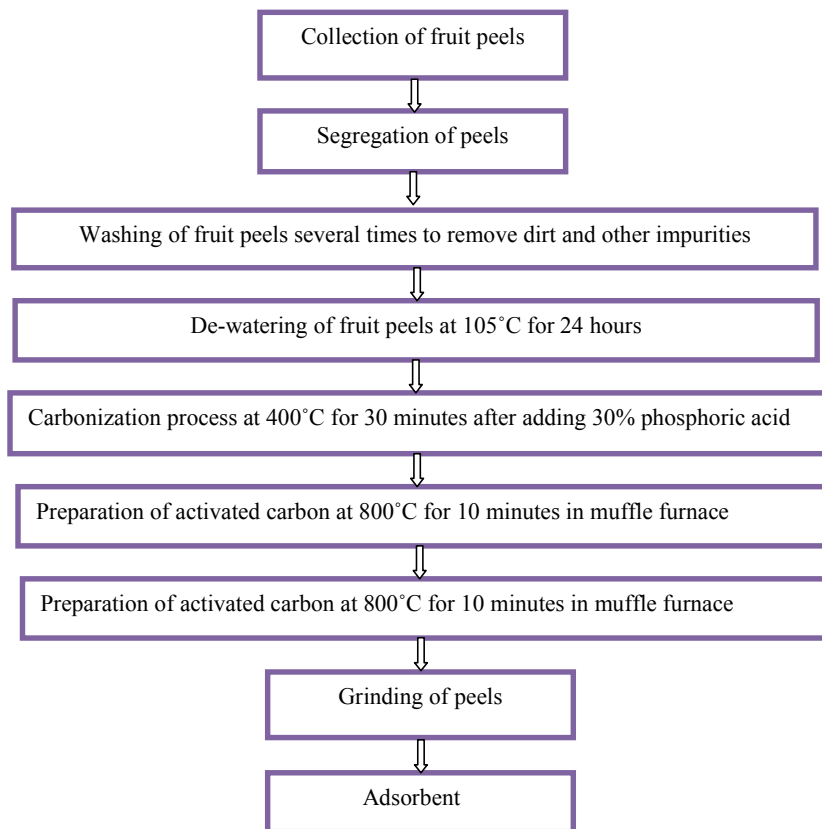 Collection of fruit peels
Segregation of peels
Washing of fruit peels several times to remove dirt and other impurities
De-watering of fruit peels at 105˚C for 24 hours
Carbonization process at 400˚C for 30 minutes after adding 30% phosphoric acid
Preparation of activated carbon at 800˚C for 10 minutes in muffle furnace
Preparation of activated carbon at 800˚C for 10 minutes in muffle furnace
Grinding of peels
Adsorbent